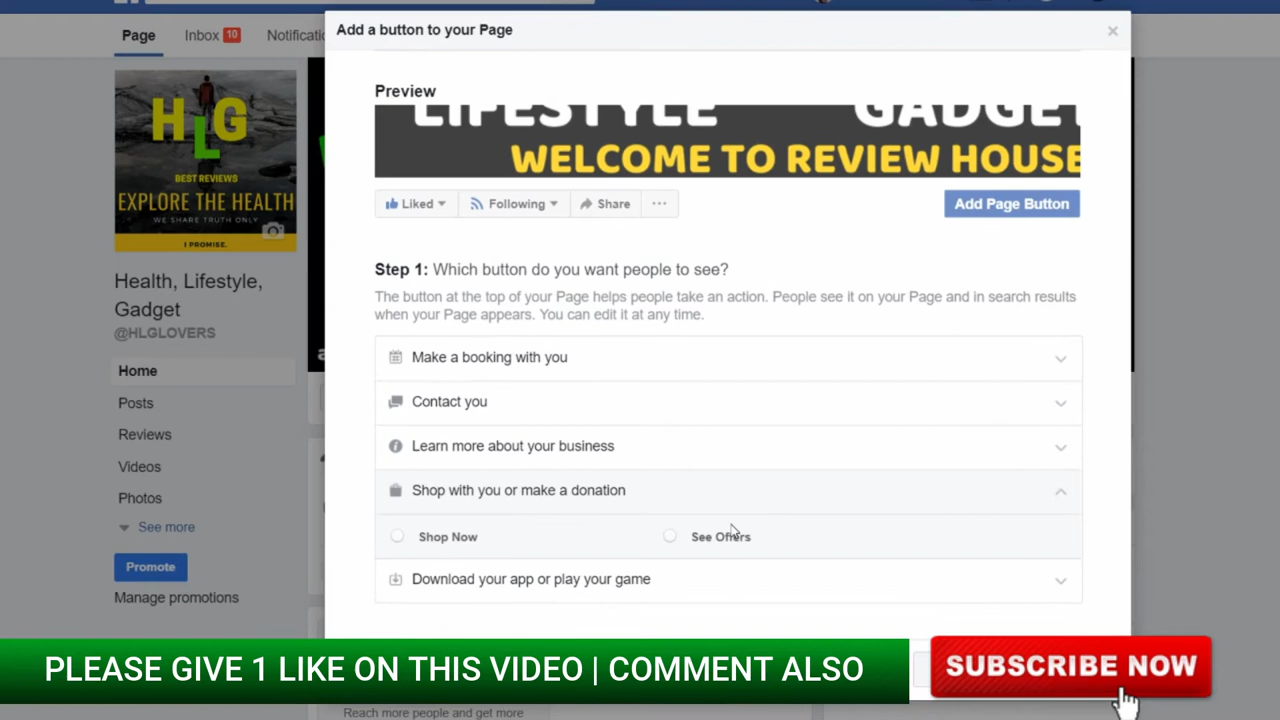 Add a button to your Page
Page
Inbox 10
Notificati
Preview
LIFESTYLE GADGET
WELCOME TO REVIEW HOUSE
HLG
BEST REVIEWS
EXPLORE THE HEALTH
WE SHARE TRUTH ONLY
I PROMISE.
Liked
Following
Share
Add Page Button
Health, Lifestyle,
Gadget
@HLGLOVERS
Step 1: Which button do you want people to see?
The button at the top of your Page helps people take an action. People see it on your Page and in search results
when your Page appears. You can edit it at any time.
Home
Posts
Reviews
Videos
Photos
See more
Promote
Manage promotions
Make a booking with you
Contact you
Learn more about your business
Shop with you or make a donation
Shop Now
See Offers
Download your app or play your game
PLEASE GIVE 1 LIKE ON THIS VIDEO | COMMENT ALSO
SUBSCRIBE NOW
Reach more people and get more